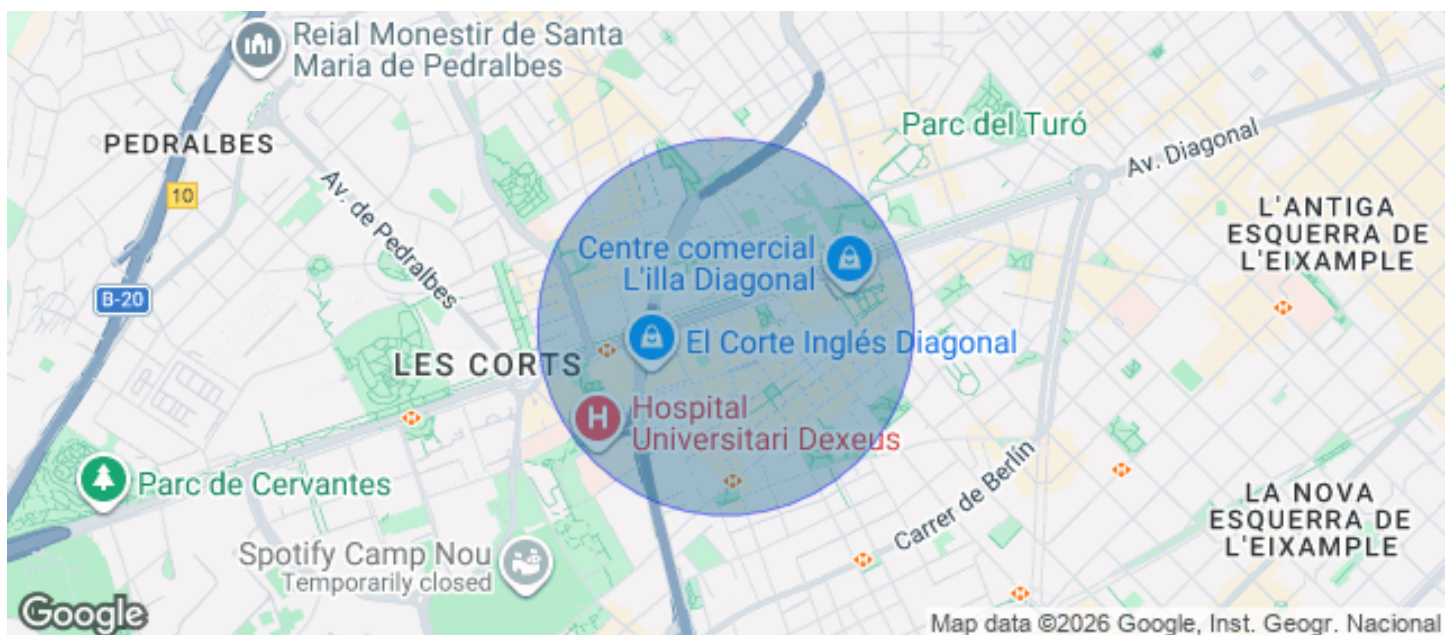 Reial Monestir de Santa
Maria de Pedralbes
PEDRALBES
10
Av. de Pedralbes
B-20
Parc del Turó
Av. Diagonal
L'ANTIGA
ESQUERRA DE
L'EIXAMPLE
Centre comercial
L'illa Diagonal
El Corte Inglés Diagonal
LES CORTS
H
Hospital
Universitari Dexeus
Parc de Cervantes
Carrer de Berlín
LA NOVA
ESQUERRA DE
L'EIXAMPLE
Spotify Camp Nou
Temporarily closed
Google
Map data ©2026 Google, Inst. Geogr. Nacional